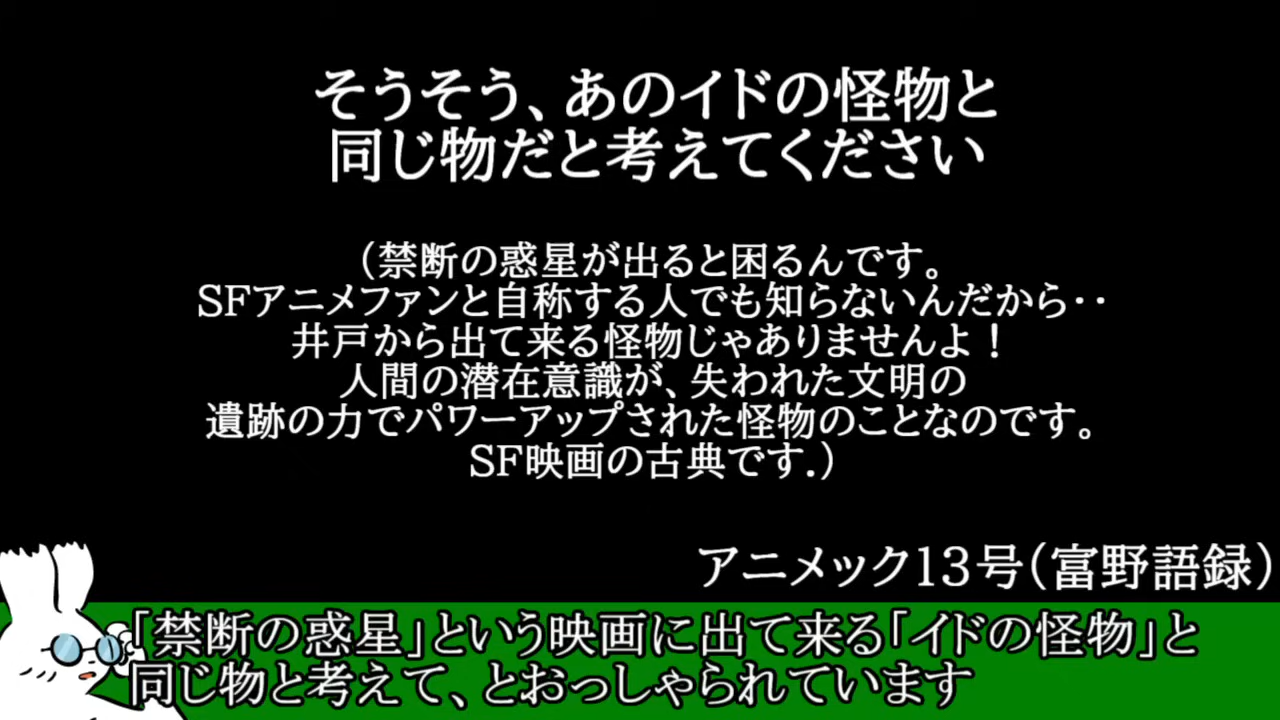 そうそう、あのイドの怪物と
同じ物だと考えてください
（禁断の惑星が出ると困るんです。
SFアニメファンと自称する人でも知らないんだから・・
井戸から出て来る怪物じゃありませんよ！
人間の潜在意識が、失われた文明の
遺跡の力でパワーアップされた怪物のことなのです。
SF映画の古典です.）
アニメック13号（富野語録）
「禁断の惑星」という映画に出て来る「イドの怪物」と
同じ物と考えて、とおっしゃられています